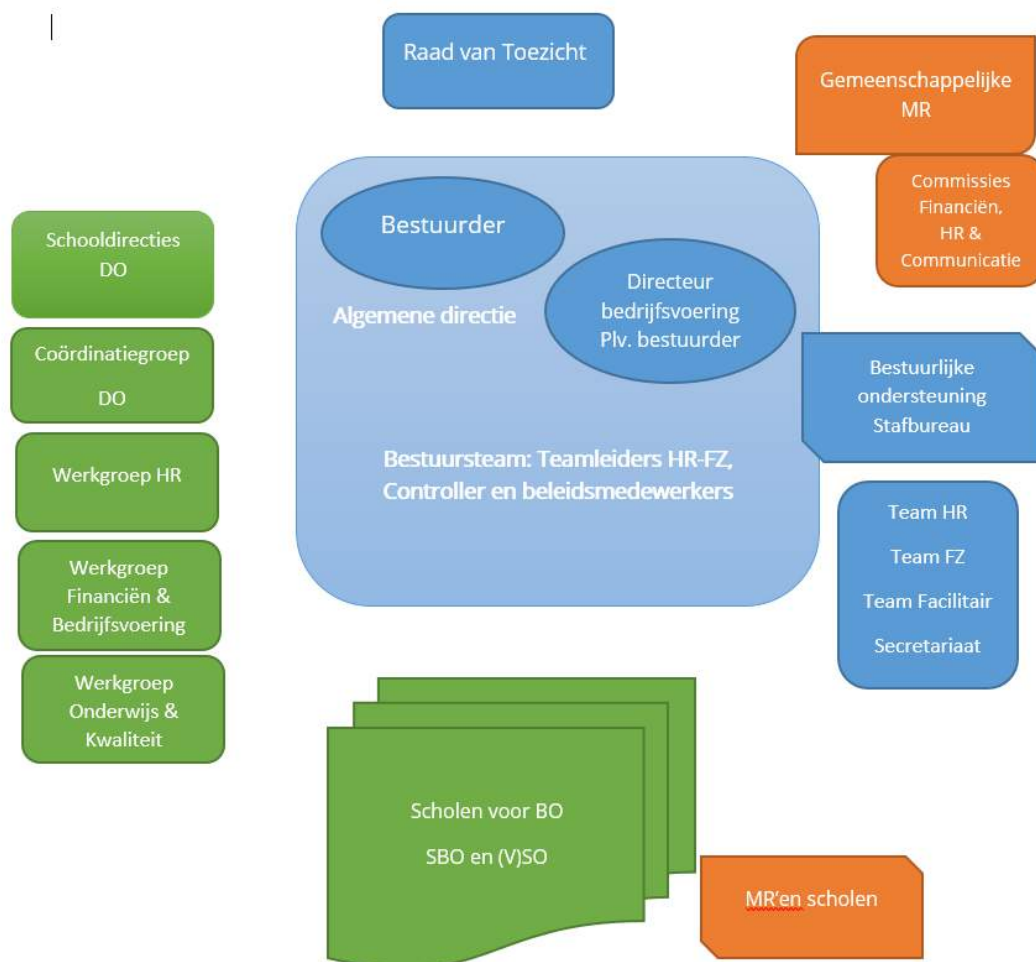 Raad van Toezicht
Gemeenschappelijke
MR
Commissies
Financiën,
HR &
Communicatie
Schooldirecties
DO
Coördinatiegroep
DO
Werkgroep HR
Werkgroep
Financiën &
Bedrijfsvoering
Werkgroep
Onderwijs &
Kwaliteit
Bestuurder
Directeur
bedrijfsvoering
Plv. bestuurder
Algemene directie
Bestuursteam: Teamleiders HR-FZ,
Controller en beleidsmedewerkers
Bestuurlijke
ondersteuning
Stafbureau
Team HR
Team FZ
Team Facilitair
Secretariaat
Scholen voor BO
SBO en (V)SO
MR'en scholen